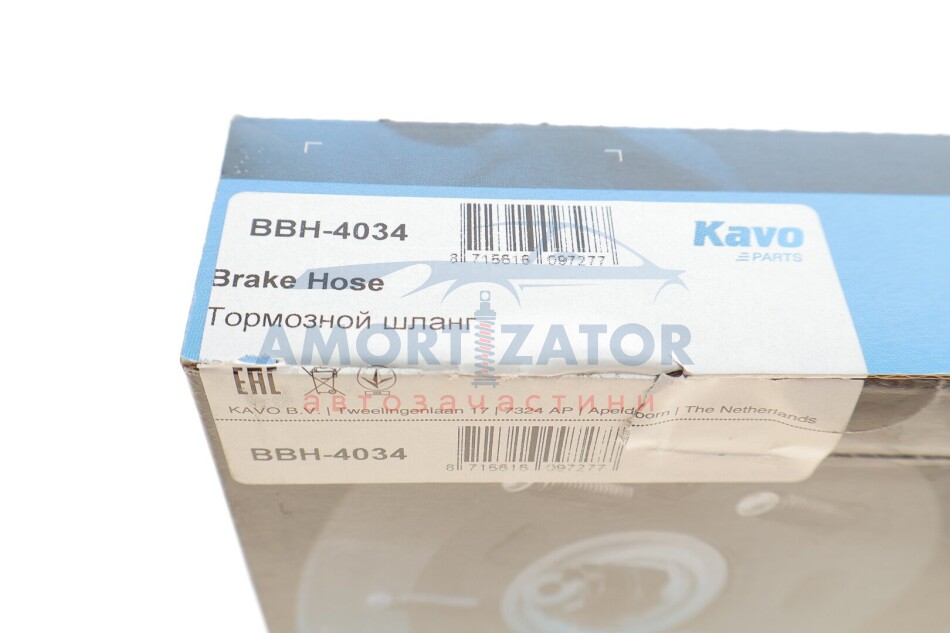 BBH-4034
8 715616 097277
Kavo
PARTS
Brake Hose
Тормозной шланг
AMORTIZATOR
автозапчастини
EAC
KAVO B.V. | Tweelingenlaan 17 | 7324 AP | Apeldoorn | The Netherlands
BBH-4034
8 715616 097277